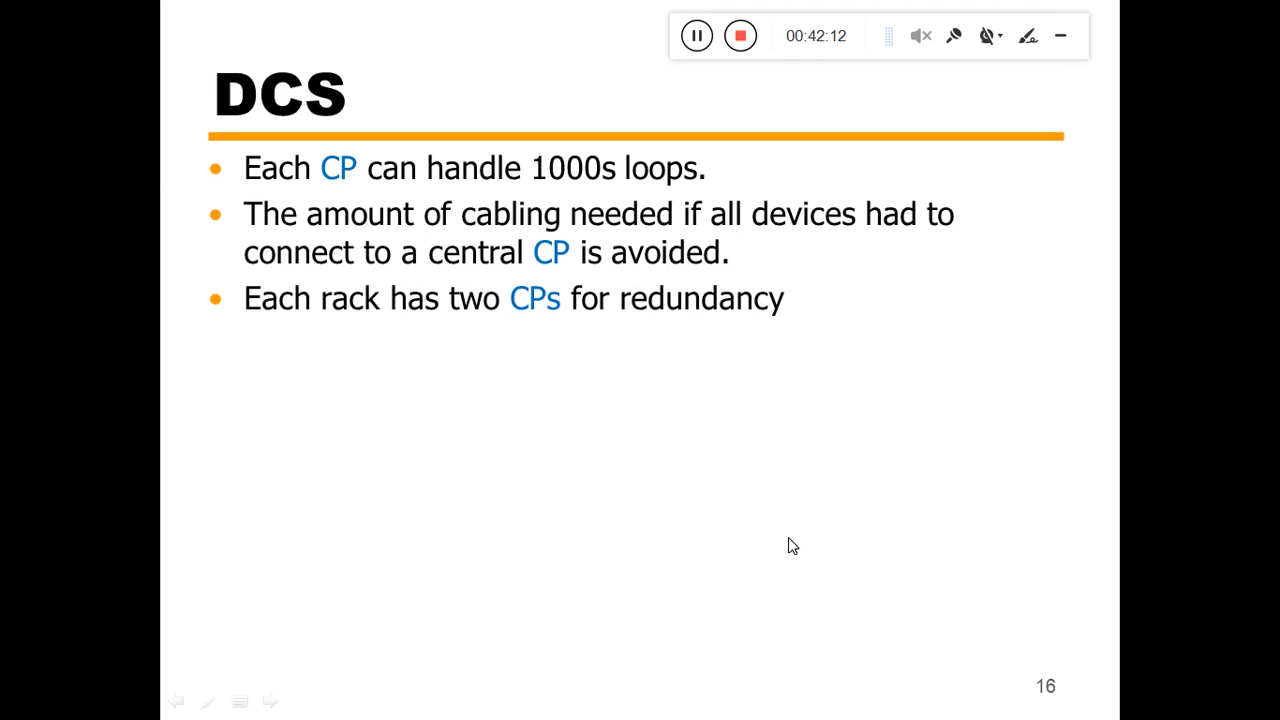 00:42:12
DCS
• Each CP can handle 1000s loops.
• The amount of cabling needed if all devices had to
connect to a central CP is avoided.
• Each rack has two CPs for redundancy
16